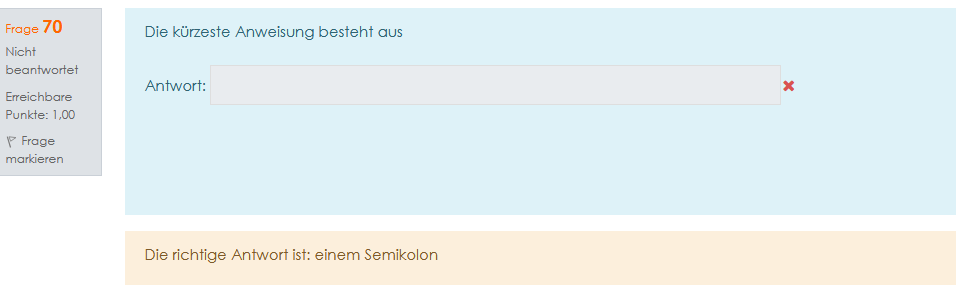 Frage 70
Nicht
beantwortet
Erreichbare
Punkte: 1,00
Frage
markieren
Die kürzeste Anweisung besteht aus
Antwort:
Die richtige Antwort ist: einem Semikolon